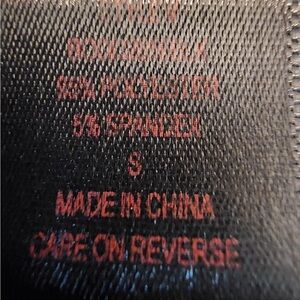 95% POLYESTER
5% SPANDEX
S
MADE IN CHINA
CARE ON REVERSE